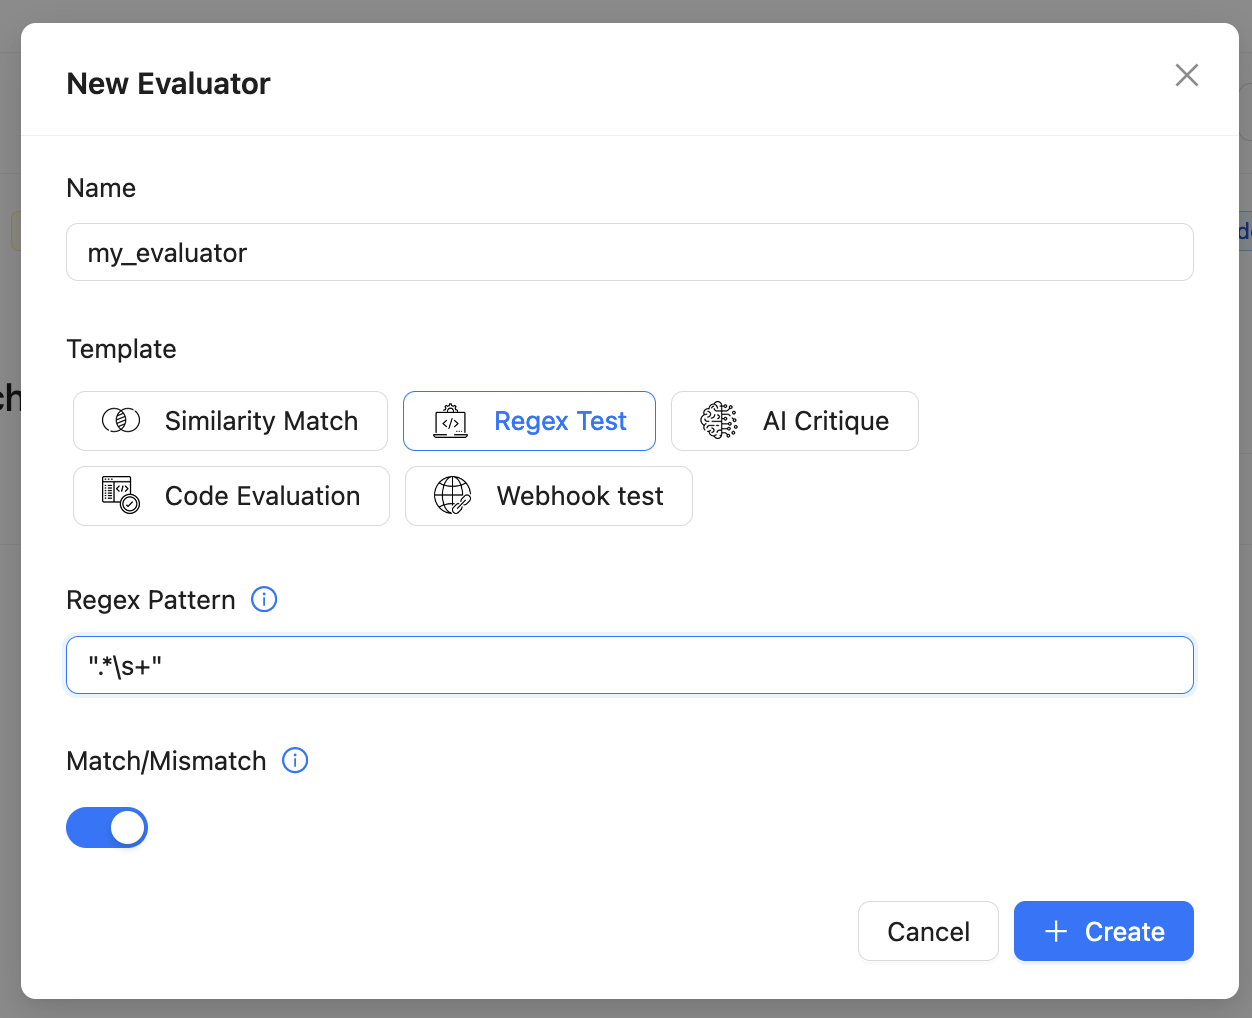 New Evaluator
Name
my_evaluator
Template
Similarity Match
Regex Test
AI Critique
Code Evaluation
Webhook test
Regex Pattern
".*\s+"
Match/Mismatch
Cancel
+ Create